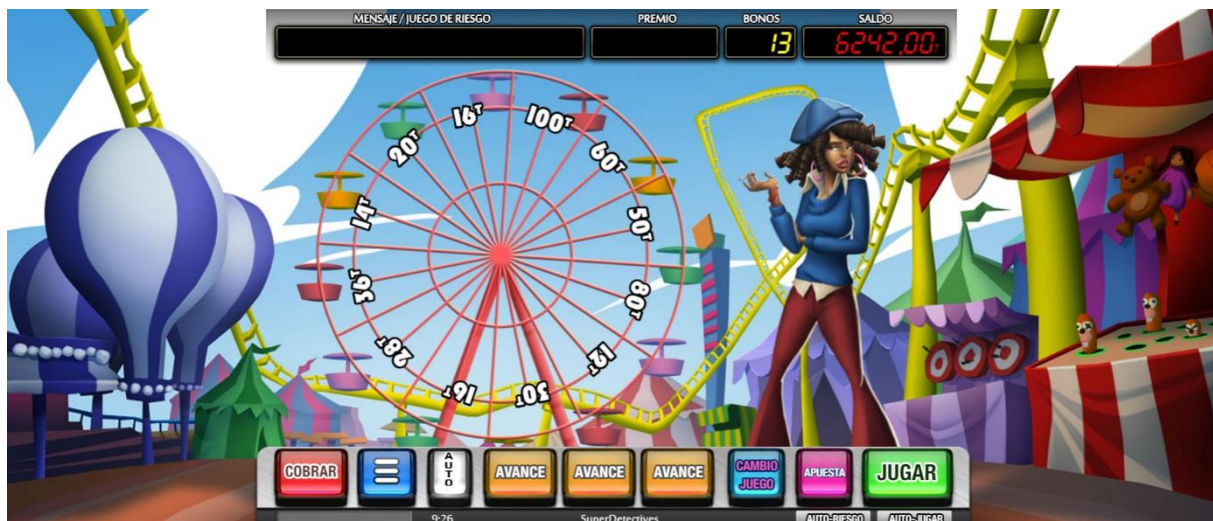 MENSAJE / JUEGO DE RIESGO
PREMIO
BONOS
SALDO
13
6242,00T
16T
100T
20T
60T
14T
50T
36T
80T
28T
12T
16T
30T
COBRAR
AUTO
AVANCE
AVANCE
AVANCE
CAMBIO
JUEGO
APUESTA
JUGAR
9:26
SuperDetectives
AUTO-RIESGO
AUTO-JUGAR